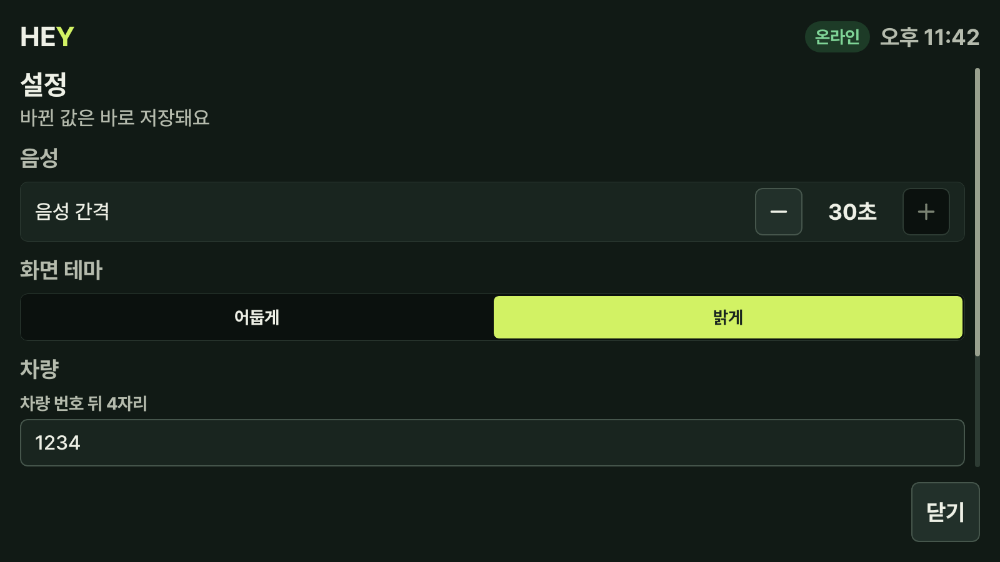 HEY
온라인 오후 11:42
설정
바뀐 값은 바로 저장돼요
음성
음성 간격 − 30초 +
화면 테마
어둡게 밝게
차량
차량 번호 뒤 4자리
1234
닫기